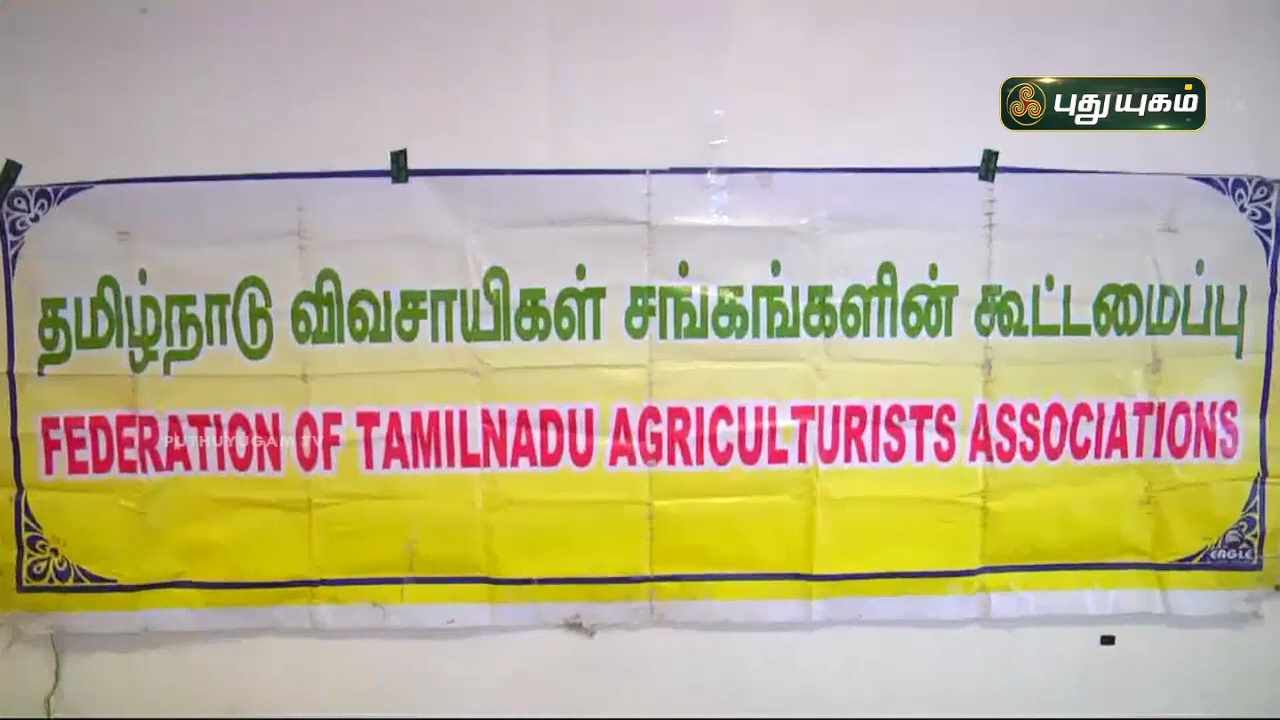 புதுயுகம்
தமிழ்நாடு விவசாயிகள் சங்கங்களின் கூட்டமைப்பு
FEDERATION OF TAMILNADU AGRICULTURISTS ASSOCIATIONS
PUTHUYUGAM TV
EAGLE